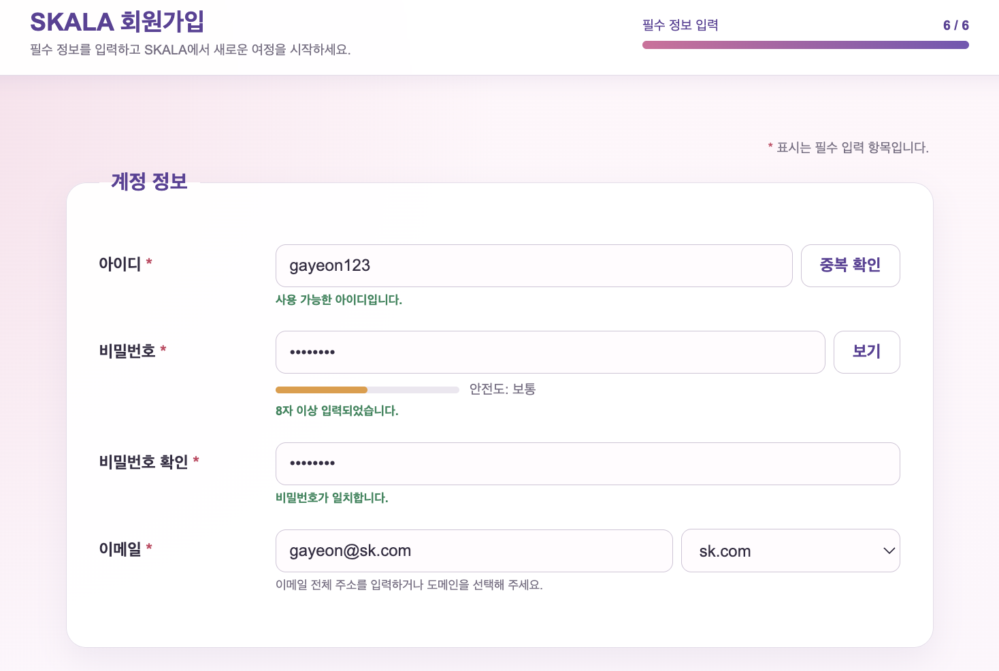 SKALA 회원가입
필수 정보를 입력하고 SKALA에서 새로운 여정을 시작하세요.
필수 정보 입력 6 / 6
* 표시는 필수 입력 항목입니다.
계정 정보
아이디 * gayeon123 중복 확인
사용 가능한 아이디입니다.
비밀번호 * •••••••• 보기
안전도: 보통
8자 이상 입력되었습니다.
비밀번호 확인 * ••••••••
비밀번호가 일치합니다.
이메일 * gayeon@sk.com sk.com
이메일 전체 주소를 입력하거나 도메인을 선택해 주세요.